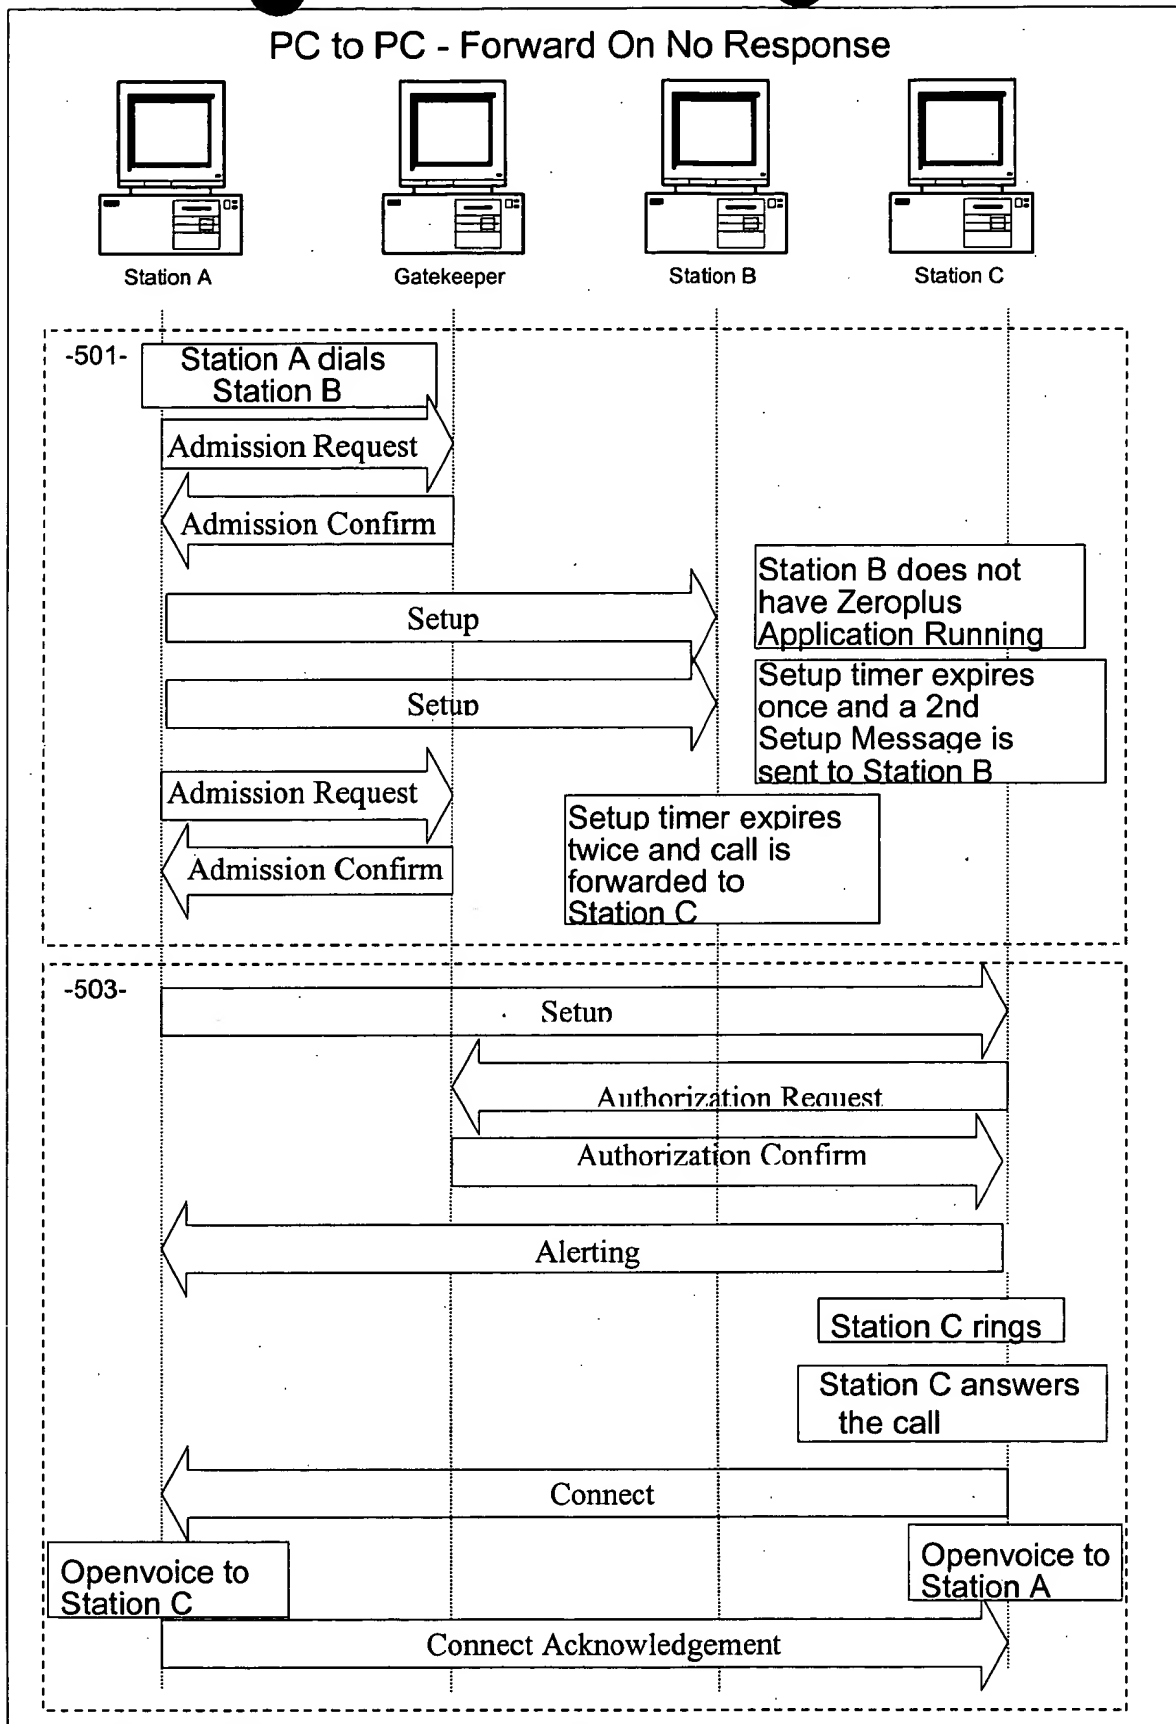 PC to PC - Forward On No Response
Station A
Gatekeeper
Station B
Station C
-501-
Station A dials
Station B
Admission Request
Admission Confirm
Station B does not
have Zeroplus
Application Running
Setup
Setup timer expires
once and a 2nd
Setup Message is
sent to Station B
Setup
Admission Request
Setup timer expires
twice and call is
forwarded to
Station C
Admission Confirm
-503-
Setup
Authorization Request
Authorization Confirm
Alerting
Station C rings
Station C answers
the call
Connect
Openvoice to
Station C
Openvoice to
Station A
Connect Acknowledgement